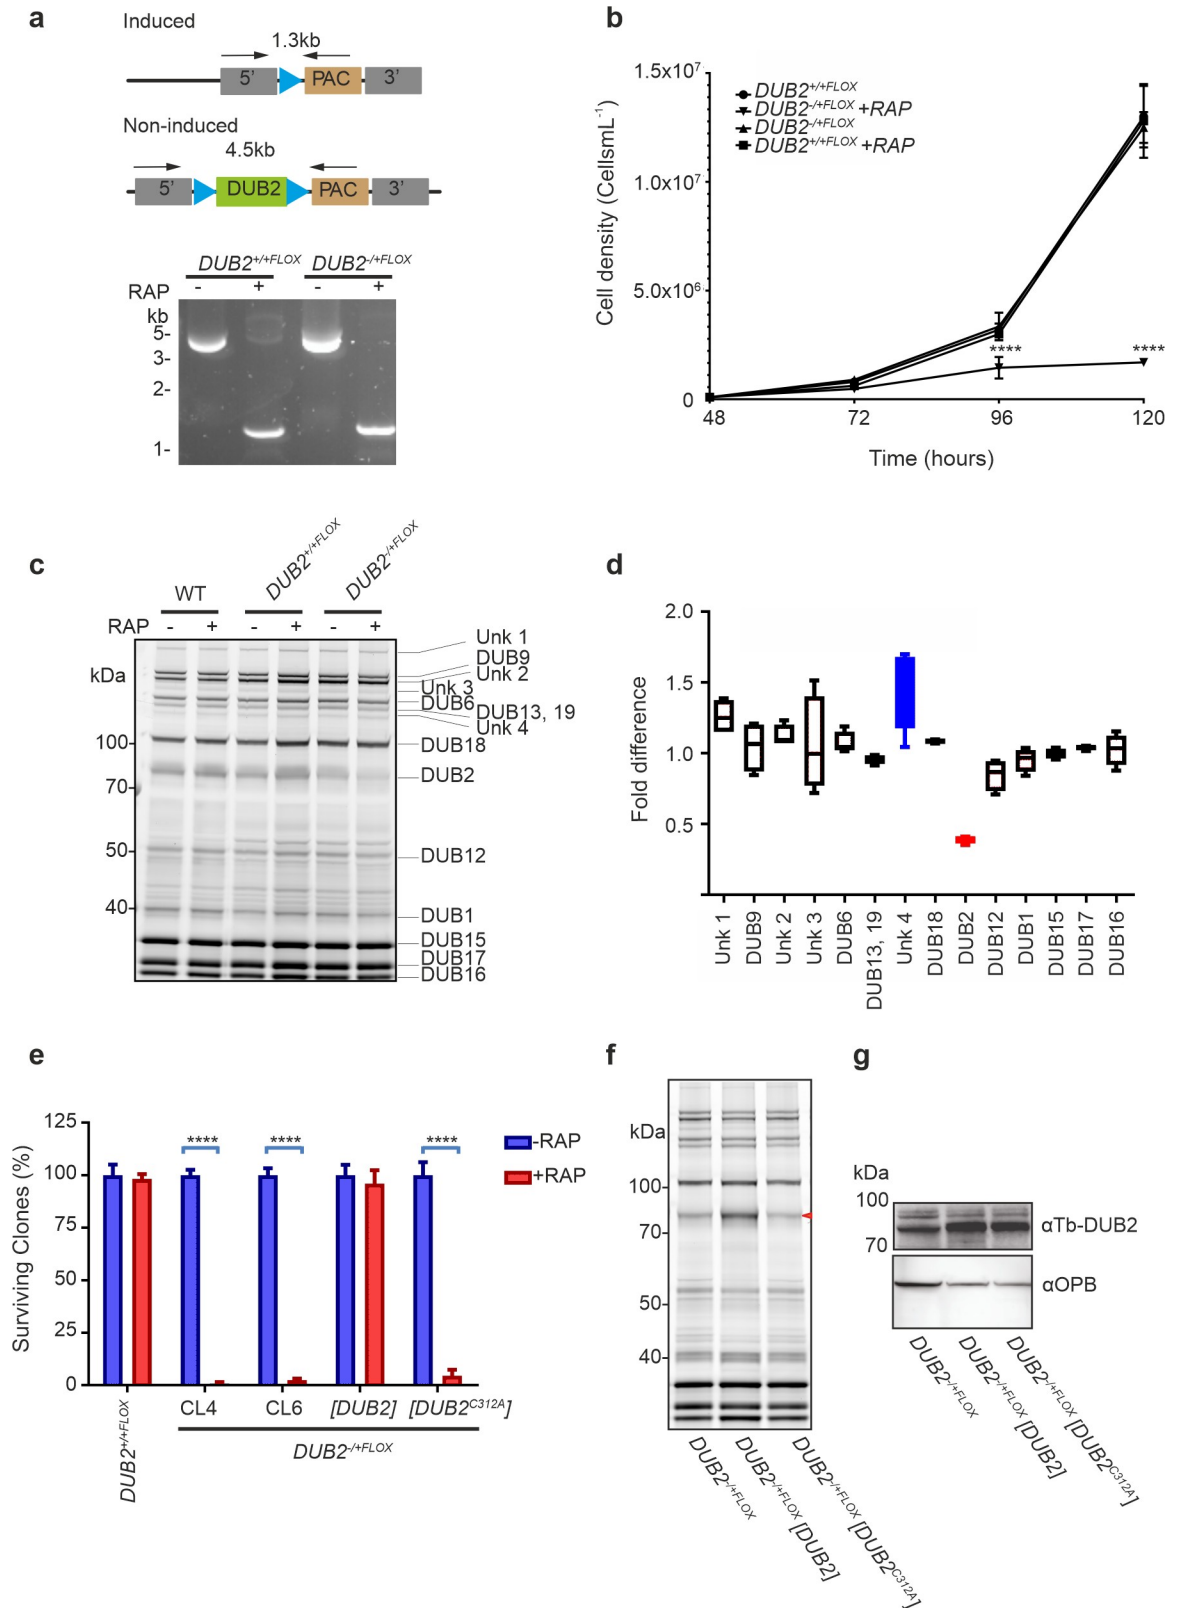 a
Induced
1.3kb
5’ PAC 3’
Non-induced
4.5kb
5’ DUB2 PAC 3’
DUB2+/+FLOX DUB2-/+FLOX
RAP - + - +
kb
5-
3-
2-
1-
b
Cell density (CellsmL-1)
1.5x10⁷
1.0x10⁷
5.0x10⁶
0
DUB2+/+FLOX
DUB2-/+FLOX +RAP
DUB2-/+FLOX
DUB2+/+FLOX +RAP
**** ****
48 72 96 120
Time (hours)
c
WT DUB2+/+FLOX DUB2-/+FLOX
RAP - + - + - +
kDa
100-
70-
50-
40-
Unk 1
DUB9
Unk 2
Unk 3
DUB6
DUB13, 19
Unk 4
DUB18
DUB2
DUB12
DUB1
DUB15
DUB17
DUB16
d
Fold difference
2.0
1.5
1.0
0.5
Unk 1
DUB9
Unk 2
Unk 3
DUB6
DUB13, 19
Unk 4
DUB18
DUB2
DUB12
DUB1
DUB15
DUB17
DUB16
e
Surviving Clones (%)
125
100
75
50
25
0
**** **** ****
-RAP
+RAP
DUB2+/+FLOX
CL4 CL6 [DUB2] [DUB2C312A]
DUB2-/+FLOX
f
kDa
100-
70-
50-
40-
DUB2-/+FLOX
DUB2-/+FLOX [DUB2]
DUB2-/+FLOX [DUB2C312A]
g
kDa
100
70
αTb-DUB2
αOPB
DUB2-/+FLOX
DUB2-/+FLOX [DUB2]
DUB2-/+FLOX [DUB2C312A]